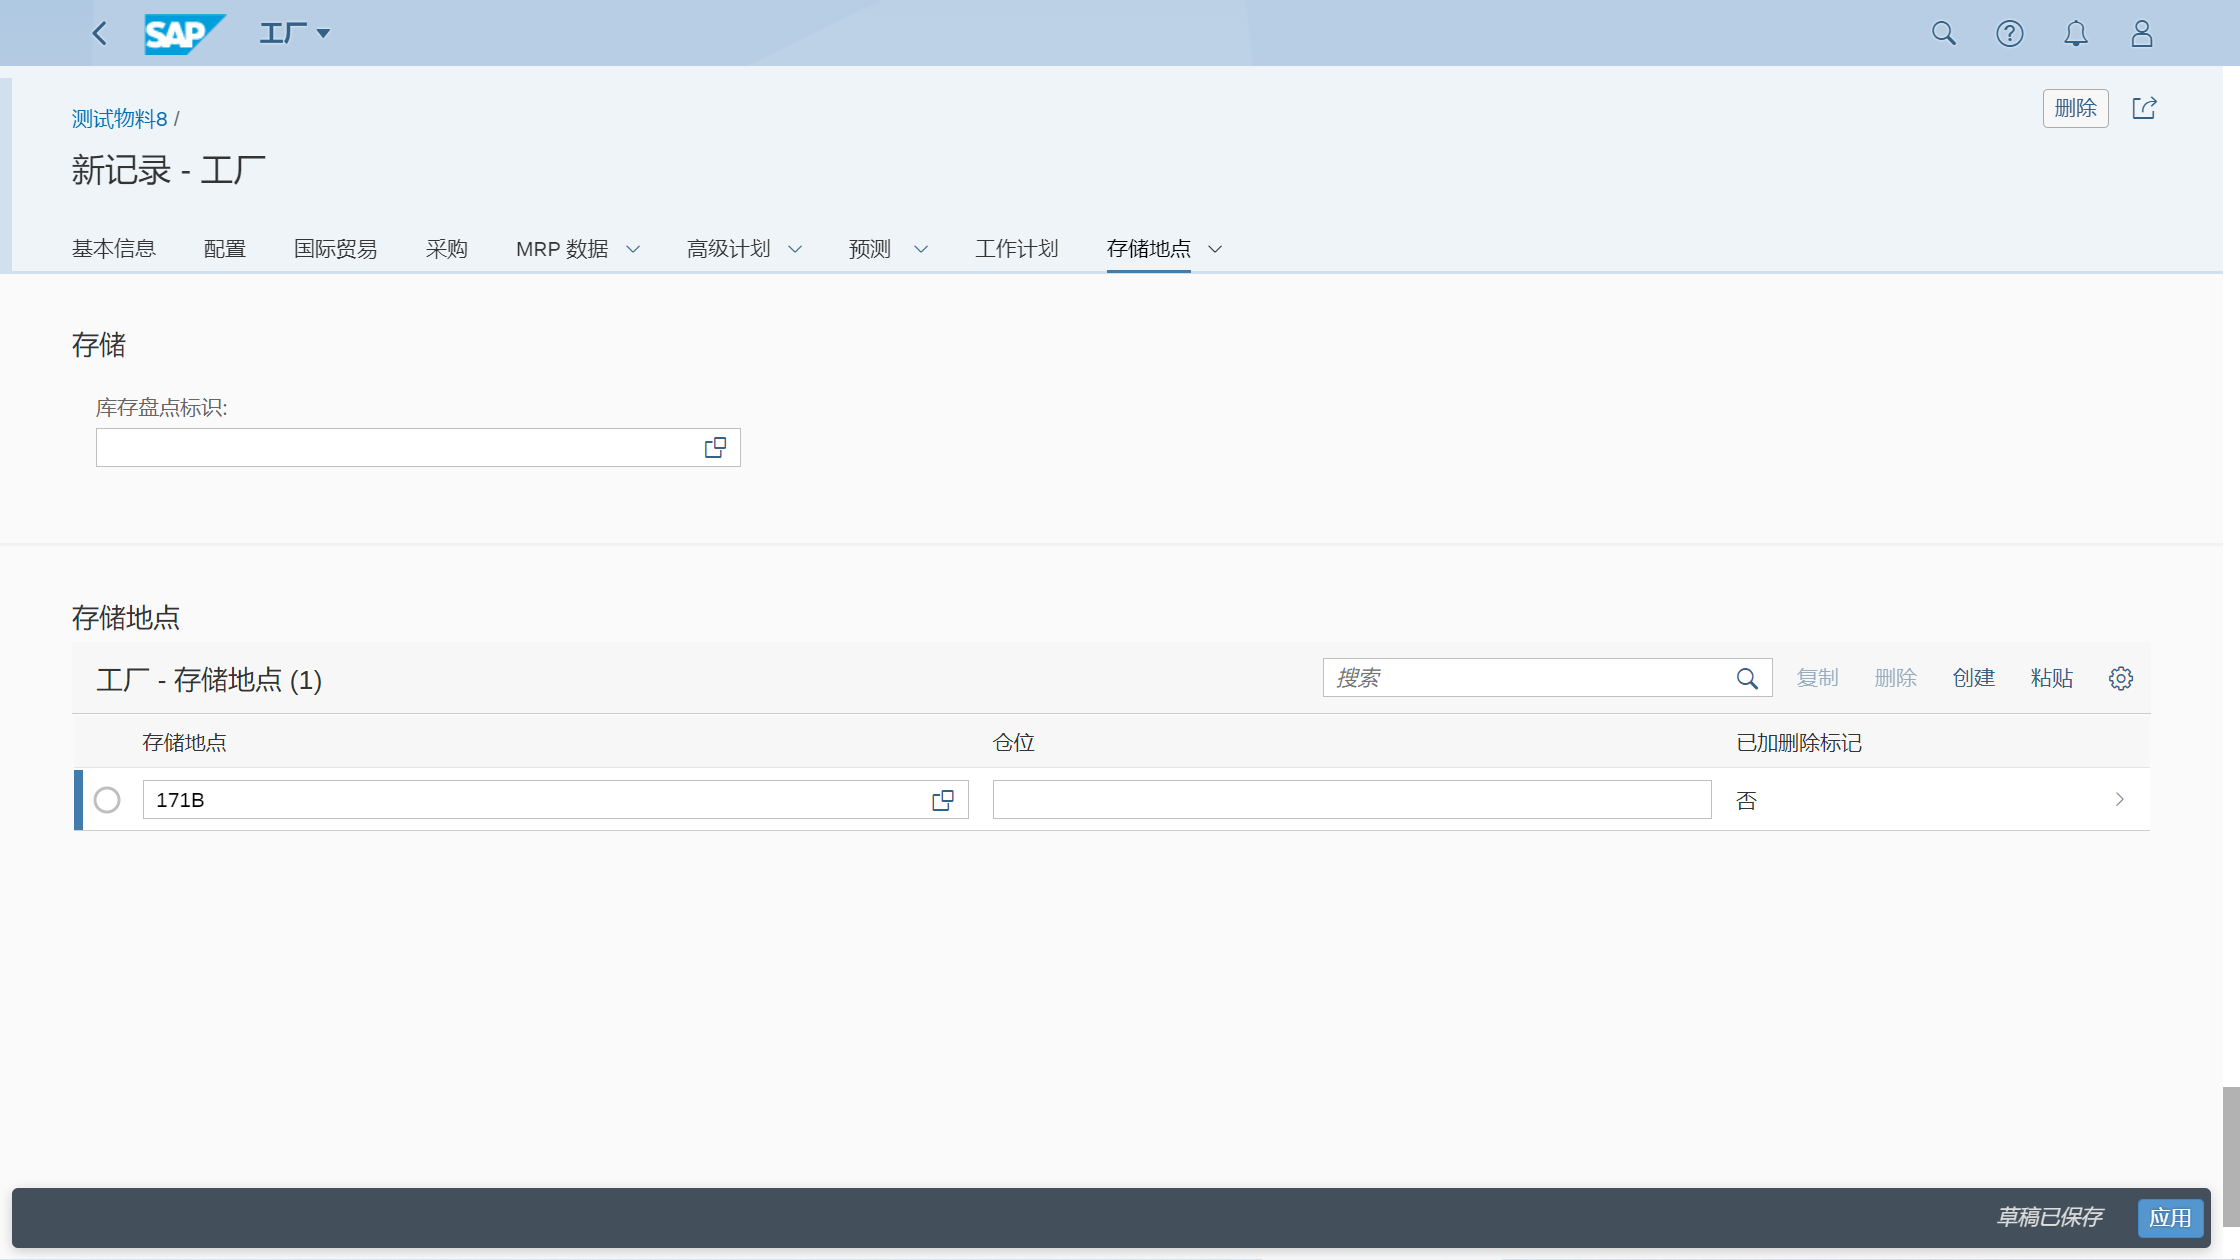 SAP 工厂
测试物料8 /
删除
新记录 - 工厂
基本信息 配置 国际贸易 采购 MRP 数据 高级计划 预测 工作计划 存储地点
存储
库存盘点标识:
存储地点
工厂 - 存储地点 (1)
搜索 复制 删除 创建 粘贴
存储地点 仓位 已加删除标记
171B 否
草稿已保存 应用